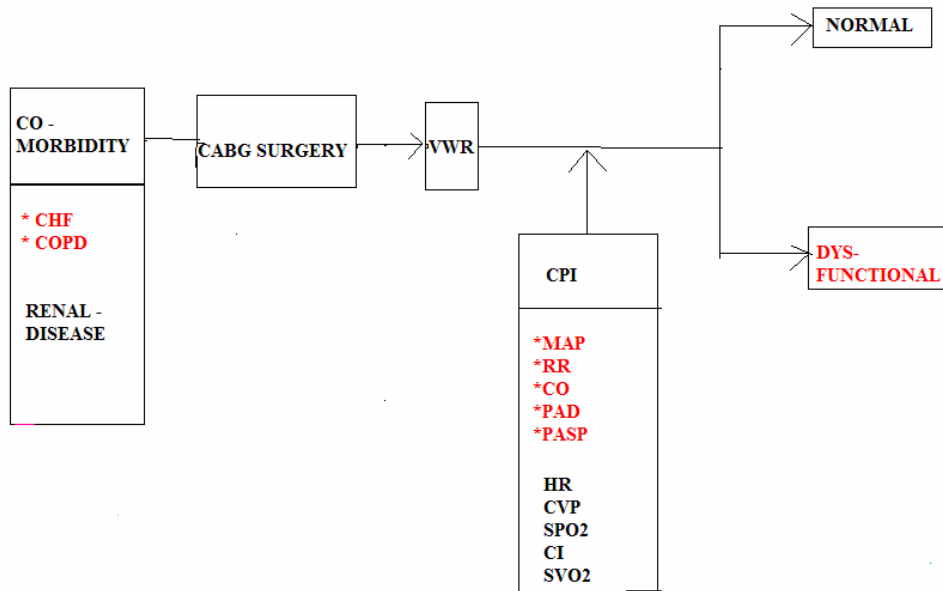 CO -
MORBIDITY
* CHF
* COPD
RENAL -
DISEASE
CABG SURGERY
VWR
CPI
*MAP
*RR
*CO
*PAD
*PASP
HR
CVP
SPO2
CI
SVO2
NORMAL
DYS-
FUNCTIONAL